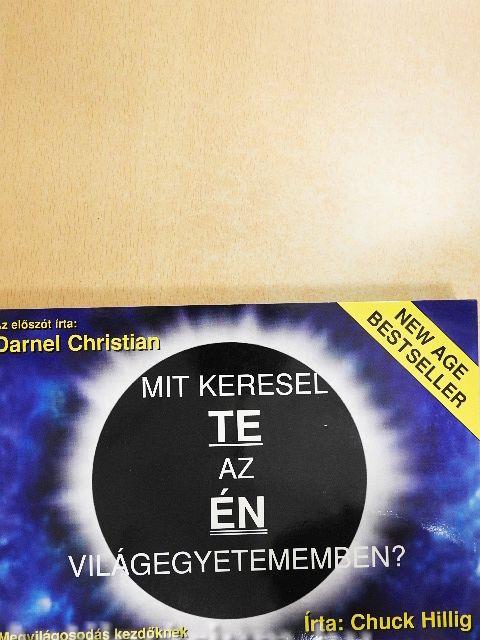 Az előszót írta:
Darnel Christian
NEW AGE
BESTSELLER
MIT KERESEL
TE
AZ
ÉN
VILÁGEGYETEMEMBEN?
Írta: Chuck Hillig
Megvilágosodás kezdőknek